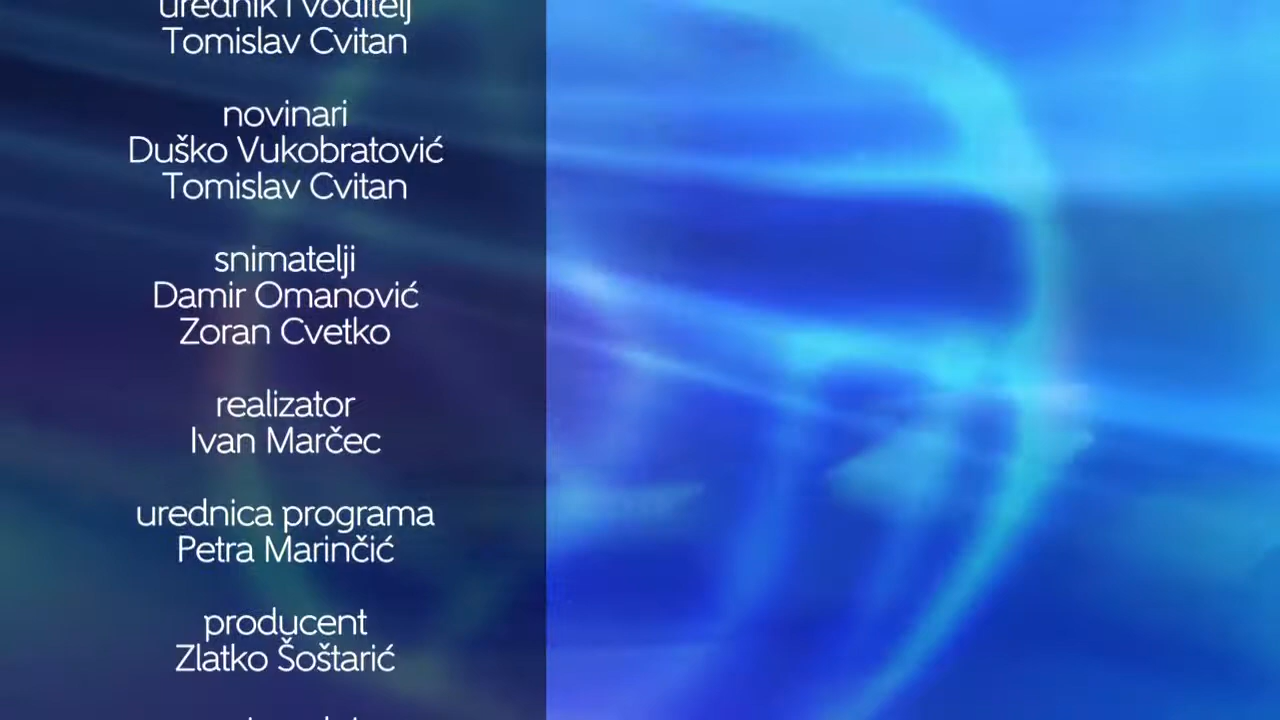 urednik i voditelj
Tomislav Cvitan
novinari
Duško Vukobratović
Tomislav Cvitan
snimatelji
Damir Omanović
Zoran Cvetko
realizator
Ivan Marčec
urednica programa
Petra Marinčić
producent
Zlatko Šoštarić